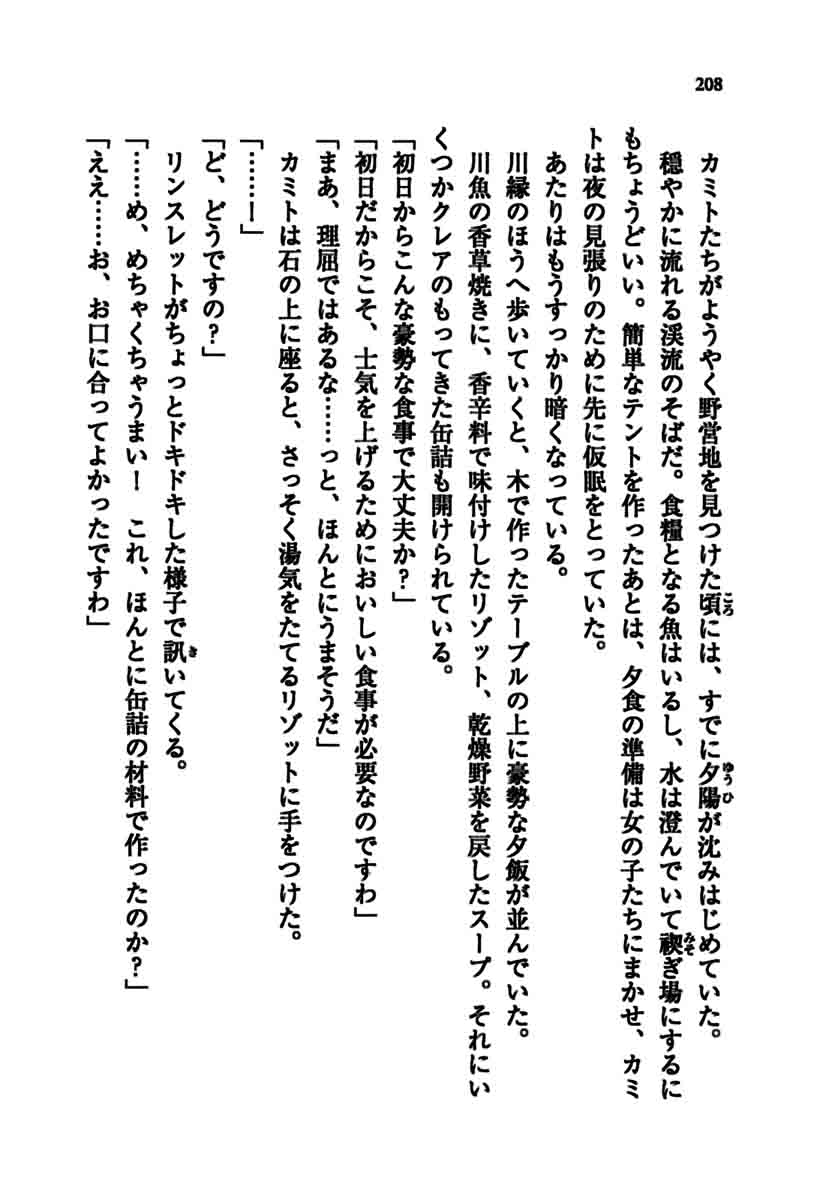 208
　カミトたちがようやく野営地を見つけた頃には、すでに夕陽が沈みはじめていた。
　穏やかに流れる渓流のそばだ。食糧となる魚はいるし、水は澄んでいて禊ぎ場にするに
もちょうどいい。簡単なテントを作ったあとは、夕食の準備は女の子たちにまかせ、カミ
トは夜の見張りのために先に仮眠をとっていた。
　あたりはもうすっかり暗くなっている。
　川縁のほうへ歩いていくと、木で作ったテーブルの上に豪勢な夕飯が並んでいた。
　川魚の香草焼きに、香辛料で味付けしたリゾット、乾燥野菜を戻したスープ。それにい
くつかクレアのもってきた缶詰も開けられている。
「初日からこんな豪勢な食事で大丈夫か？」
「初日だからこそ、士気を上げるためにおいしい食事が必要なのですわ」
「まあ、理屈ではあるな……っと、ほんとにうまそうだ」
　カミトは石の上に座ると、さっそく湯気をたてるリゾットに手をつけた。
「……ー」
「ど、どうですの？」
　リンスレットがちょっとドキドキした様子で訊いてくる。
「……め、めちゃくちゃうまい！　これ、ほんとに缶詰の材料で作ったのか？」
「ええ……お、お口に合ってよかったですわ」
ころ
ゆうひ
みそ
き